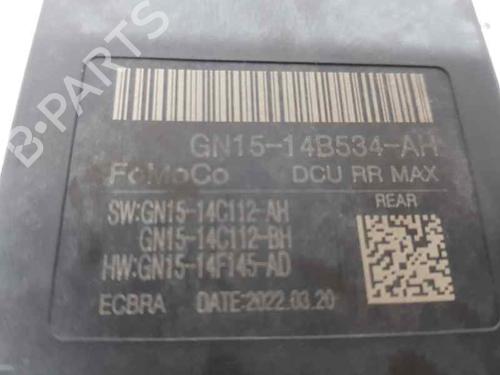 B-PARTS
GN15-14B534-AH
FoMoCo DCU RR MAX
SW:GN15-14C112-AH REAR
GN15-14C112-BH
HW:GN15-14F145-AD
ECBRA DATE:2022.03.20